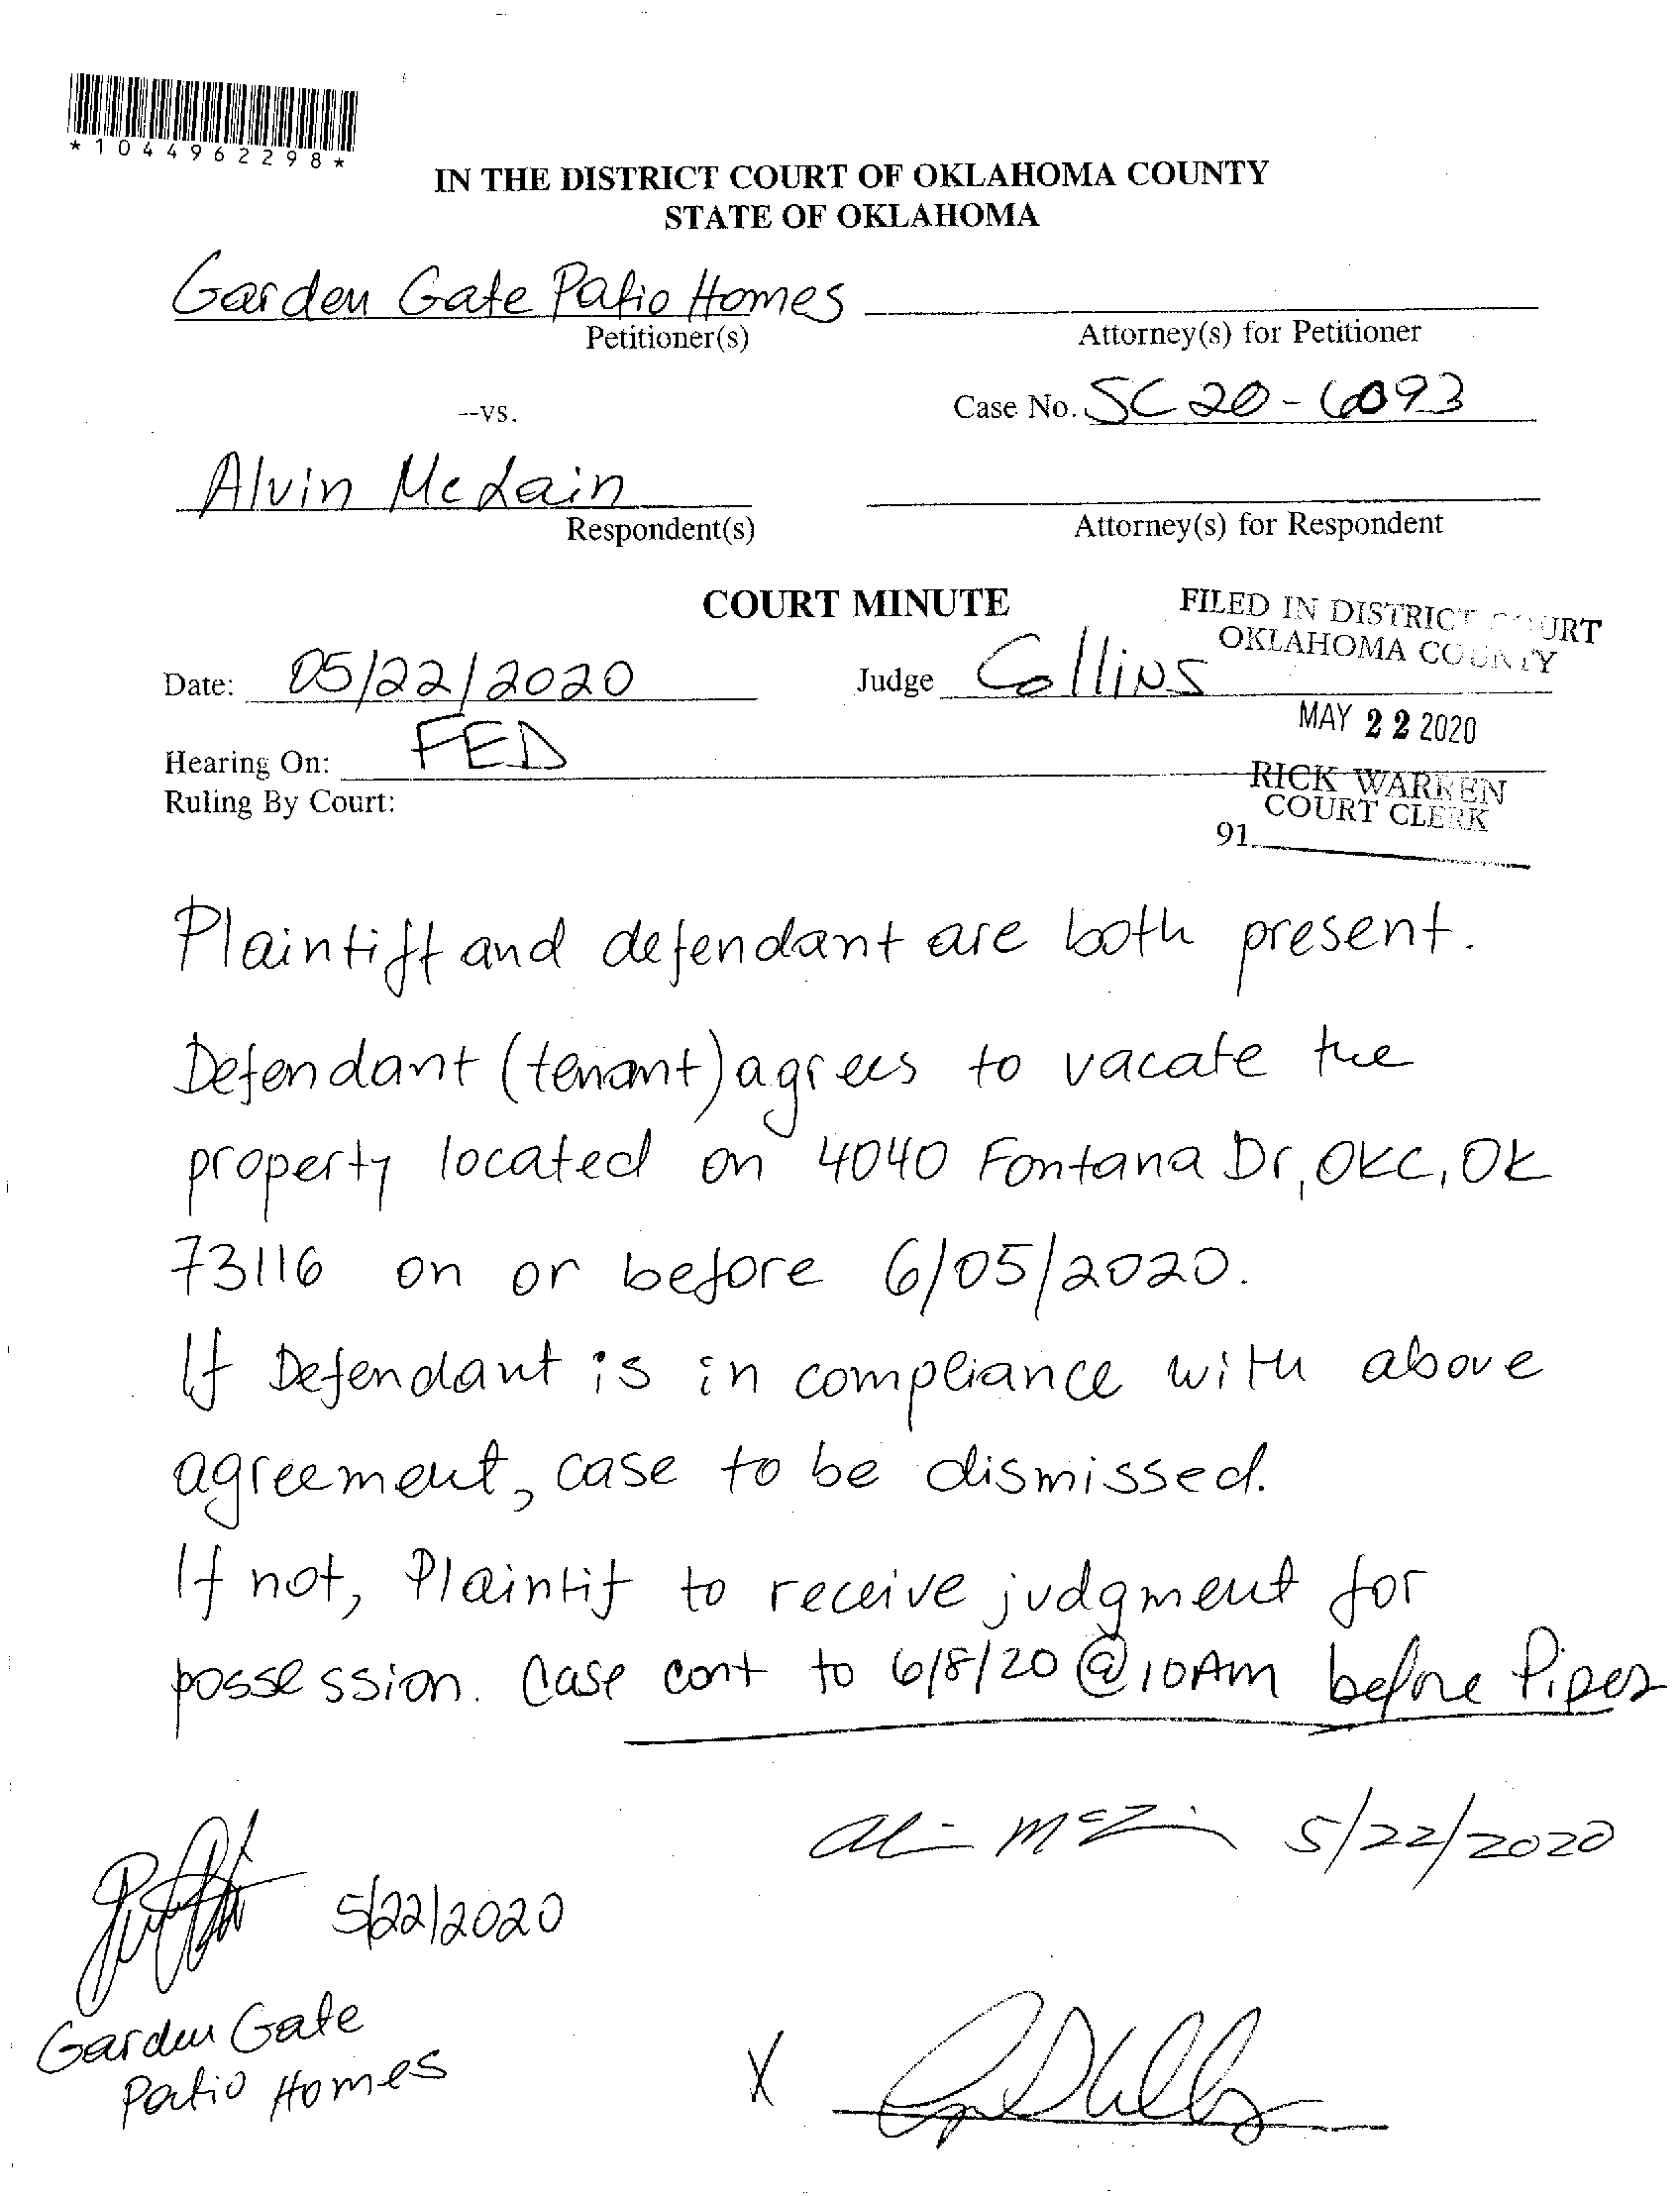 *1044962298*
IN THE DISTRICT COURT OF OKLAHOMA COUNTY
STATE OF OKLAHOMA
Garden Gate Patio Homes
Petitioner(s)
Attorney(s) for Petitioner
--vs.
Case No. SC 20-6093
Alvin McLain
Respondent(s)
Attorney(s) for Respondent
COURT MINUTE
FILED IN DISTRICT COURT
OKLAHOMA COUNTY
Date: 05/22/2020
Judge Collins
MAY 22 2020
Hearing On: FED
RICK WARREN
COURT CLERK
Ruling By Court:
91
Plaintiff and defendant are both present.
Defendant (tenant) agrees to vacate the
property located on 4040 Fontana Dr, OKC, OK
73116 on or before 6/05/2020.
If Defendant is in compliance with above
agreement, case to be dismissed.
If not, Plaintif to receive judgment for
possession. Case cont to 6/8/20 @ 10AM before Piper
5/22/2020
5/22/2020
Garden Gate
Patio Homes
X